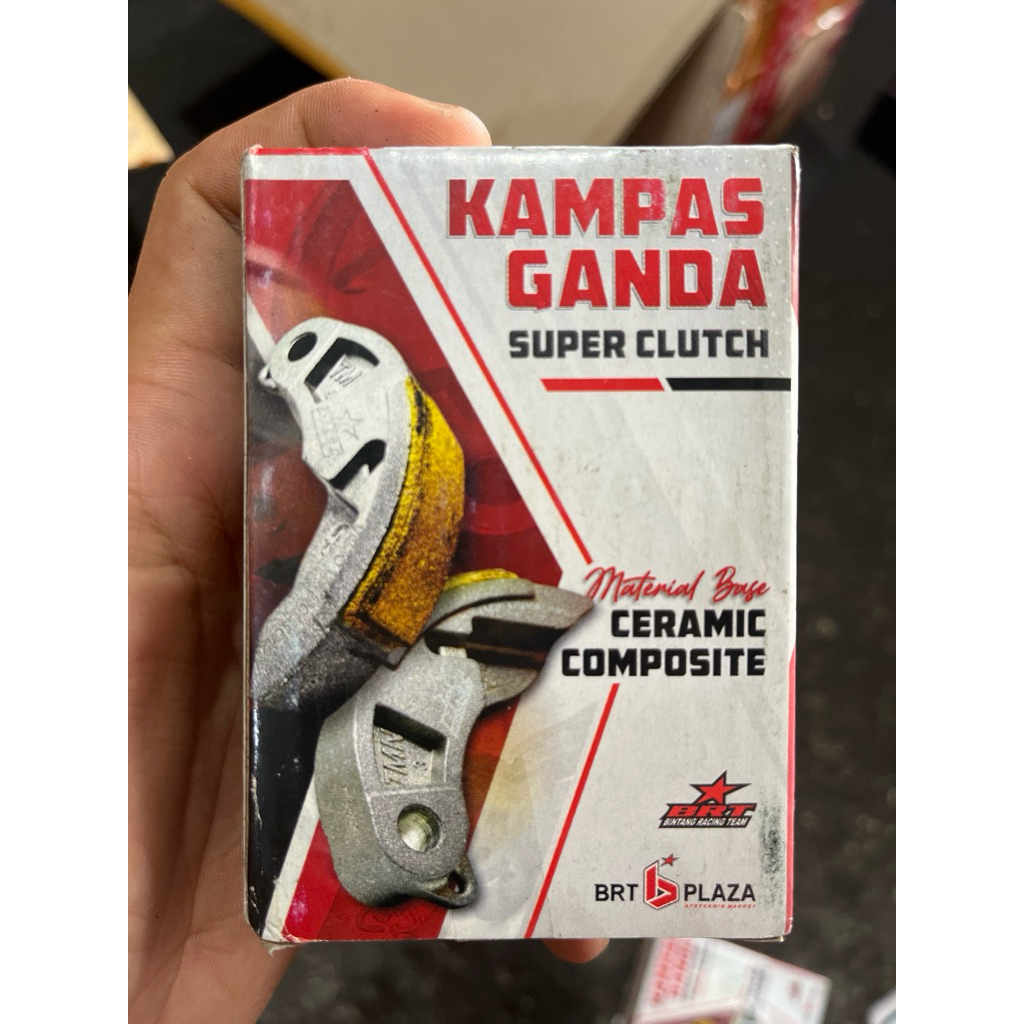 KAMPAS
GANDA
SUPER CLUTCH
Material Base
CERAMIC
COMPOSITE
BRT
BINTANG RACING TEAM
BRT PLAZA